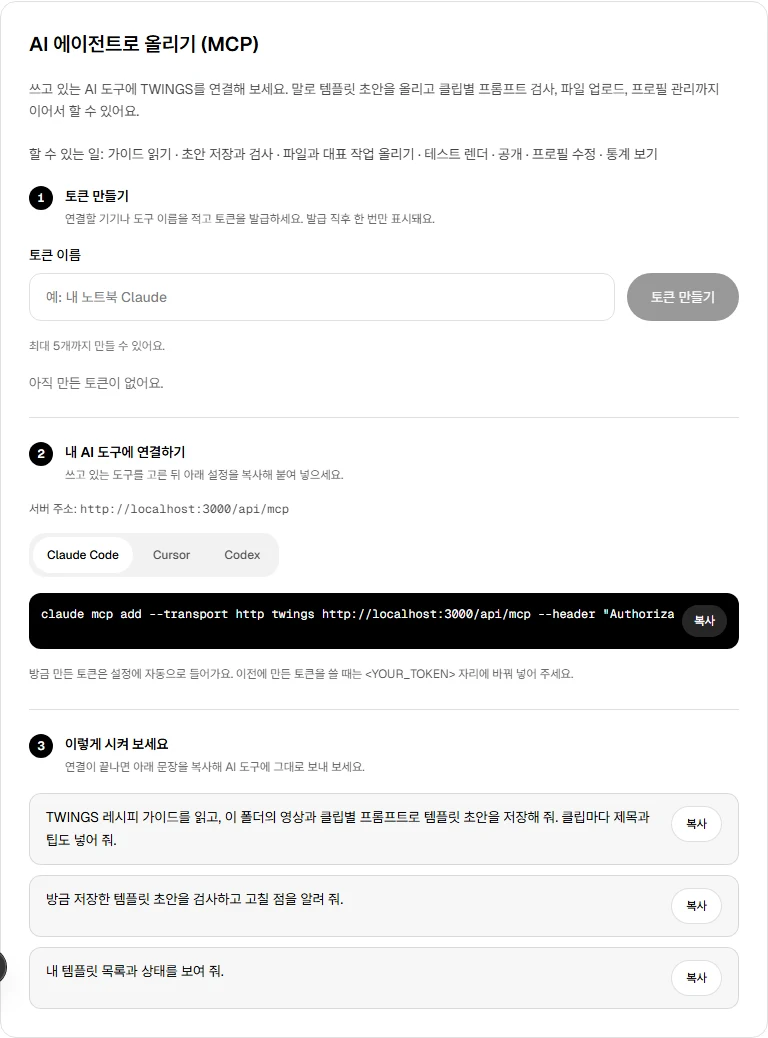 AI 에이전트로 올리기 (MCP)
쓰고 있는 AI 도구에 TWINGS를 연결해 보세요. 말로 템플릿 초안을 올리고 클립별 프롬프트 검사, 파일 업로드, 프로필 관리까지
이어서 할 수 있어요.
할 수 있는 일: 가이드 읽기 · 초안 저장과 검사 · 파일과 대표 작업 올리기 · 테스트 렌더 · 공개 · 프로필 수정 · 통계 보기
1 토큰 만들기
연결할 기기나 도구 이름을 적고 토큰을 발급하세요. 발급 직후 한 번만 표시돼요.
토큰 이름
예: 내 노트북 Claude 토큰 만들기
최대 5개까지 만들 수 있어요.
아직 만든 토큰이 없어요.
2 내 AI 도구에 연결하기
쓰고 있는 도구를 고른 뒤 아래 설정을 복사해 붙여 넣으세요.
서버 주소: http://localhost:3000/api/mcp
Claude Code Cursor Codex
claude mcp add --transport http twings http://localhost:3000/api/mcp --header "Authoriza 복사
방금 만든 토큰은 설정에 자동으로 들어가요. 이전에 만든 토큰을 쓸 때는 <YOUR_TOKEN> 자리에 바꿔 넣어 주세요.
3 이렇게 시켜 보세요
연결이 끝나면 아래 문장을 복사해 AI 도구에 그대로 보내 보세요.
TWINGS 레시피 가이드를 읽고, 이 폴더의 영상과 클립별 프롬프트로 템플릿 초안을 저장해 줘. 클립마다 제목과 복사
팁도 넣어 줘.
방금 저장한 템플릿 초안을 검사하고 고칠 점을 알려 줘. 복사
내 템플릿 목록과 상태를 보여 줘. 복사